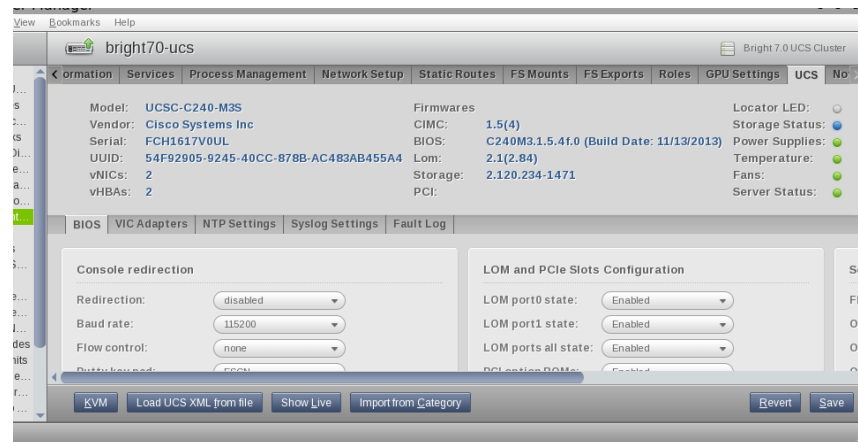 View Bookmarks Help
bright70-ucs
Bright 7.0 UCS Cluster
ormation Services Process Management Network Setup Static Routes FS Mounts FS Exports Roles GPU Settings UCS
Model: UCSC-C240-M3S
Vendor: Cisco Systems Inc
Serial: FCH1617V0UL
UUID: 54F92905-9245-40CC-878B-AC483AB455A4
vNICs: 2
vHBAs: 2
Firmwares
CIMC: 1.5(4)
BIOS: C240M3.1.5.4f.0 (Build Date: 11/13/2013)
Lom: 2.1(2.84)
Storage: 2.120.234-1471
PCI:
Locator LED:
Storage Status:
Power Supplies:
Temperature:
Fans:
Server Status:
BIOS VIC Adapters NTP Settings Syslog Settings Fault Log
Console redirection
Redirection: disabled
Baud rate: 115200
Flow control: none
LOM and PCIe Slots Configuration
LOM port0 state: Enabled
LOM port1 state: Enabled
LOM ports all state: Enabled
KVM Load UCS XML from file Show Live Import from Category Revert Save